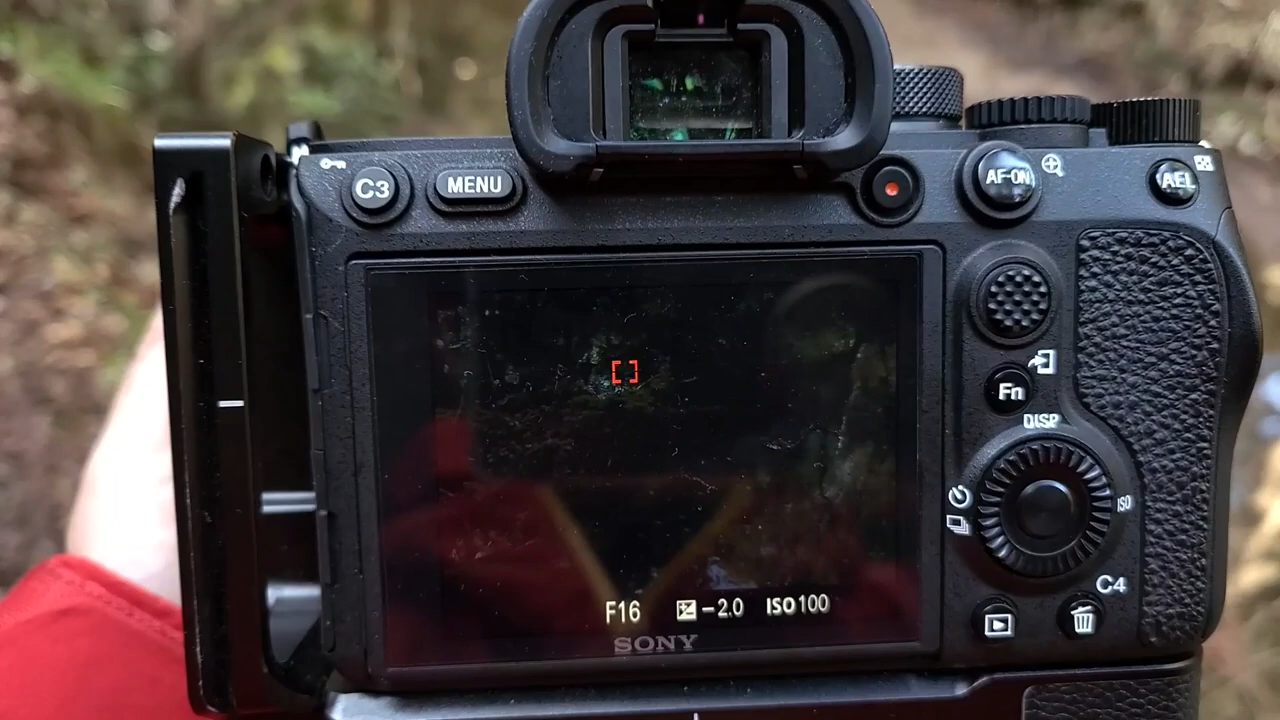 C3
MENU
AF-ON
AEL
Fn
DISP
ISO
F16 -2.0 ISO 100
C4
SONY